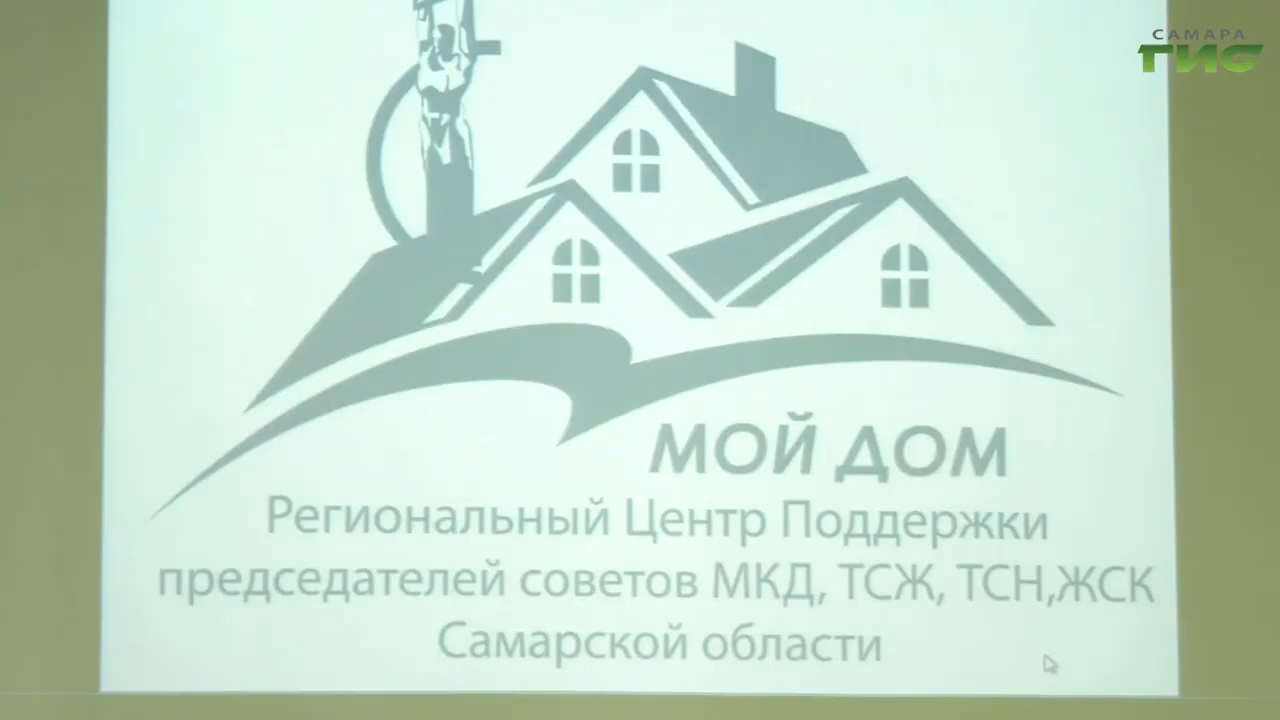 САМАРА
ГИС
МОЙ ДОМ
Региональный Центр Поддержки
председателей советов МКД, ТСЖ, ТСН,ЖСК
Самарской области